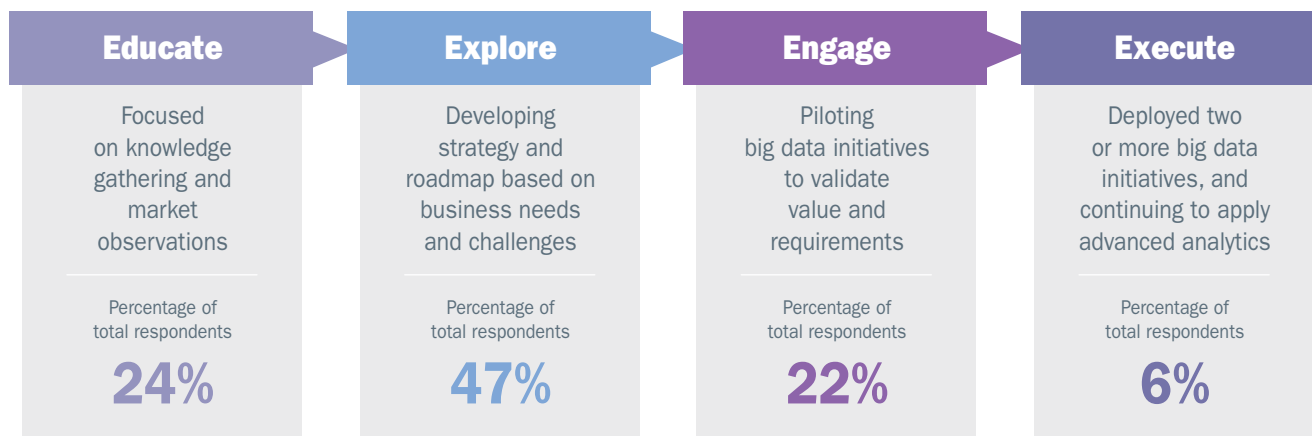 Educate
Focused
on knowledge
gathering and
market
observations
Percentage of
total respondents
24%
Explore
Developing
strategy and
roadmap based on
business needs
and challenges
Percentage of
total respondents
47%
Engage
Piloting
big data initiatives
to validate
value and
requirements
Percentage of
total respondents
22%
Execute
Deployed two
or more big data
initiatives, and
continuing to apply
advanced analytics
Percentage of
total respondents
6%